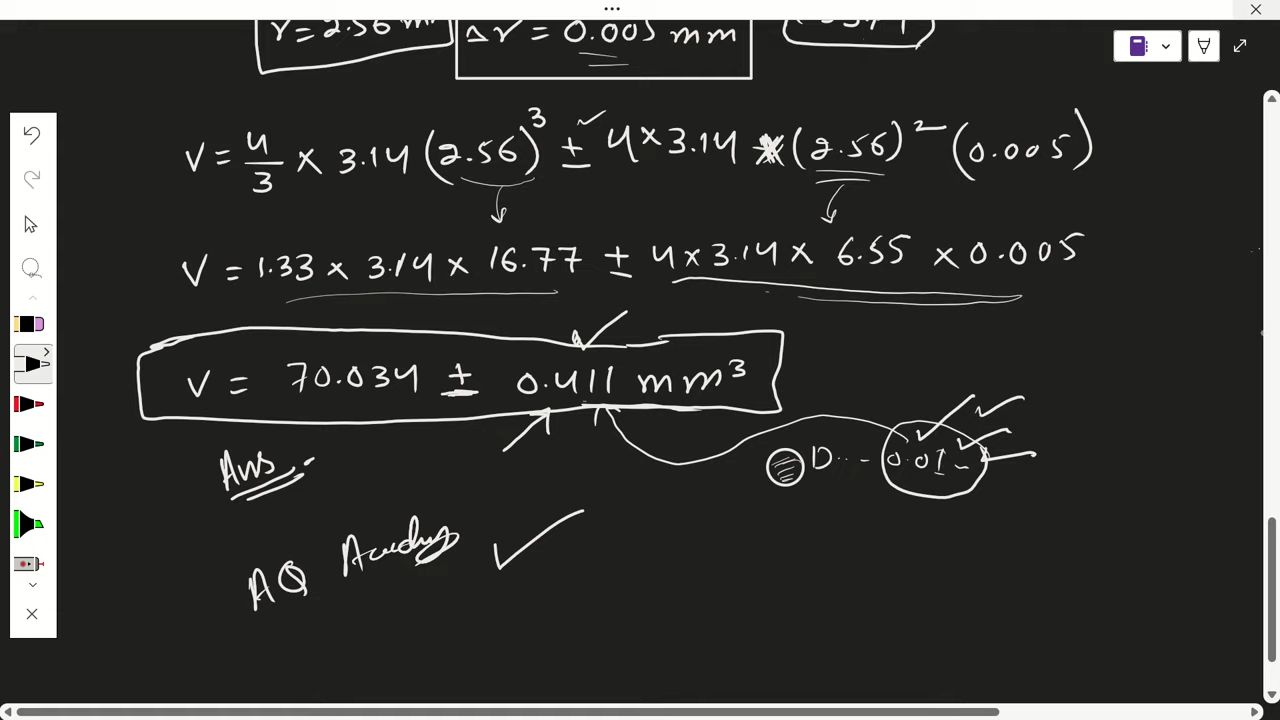 r = 2.56 m
Δr = 0.005 mm
V = 4/3 × 3.14 (2.56)³ ± 4 × 3.14 (2.56)² (0.005)
V = 1.33 × 3.14 × 16.77 ± 4 × 3.14 × 6.55 × 0.005
V = 70.034 ± 0.411 mm³
D - 0.01 -
Ans.
AQ Academy